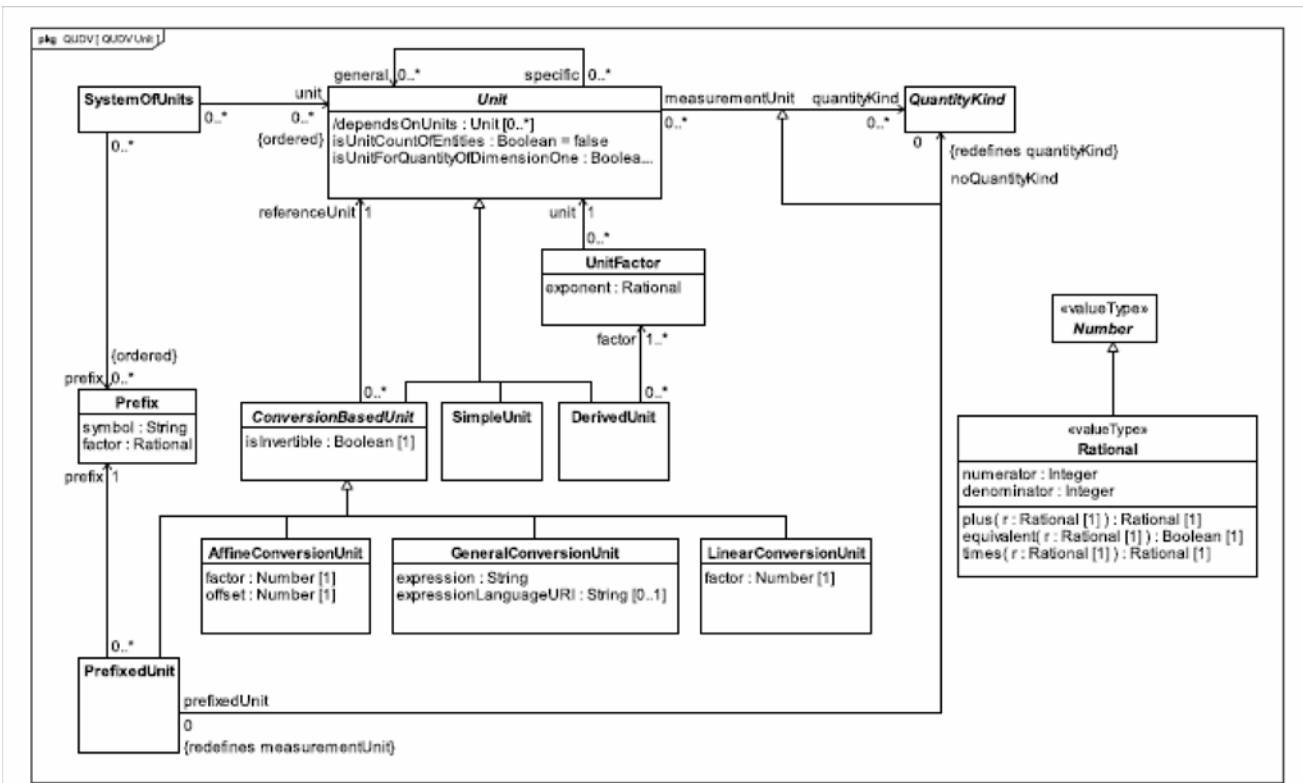 pkg QUDV [ QUDV Unit ]
general 0..* specific 0..*
SystemOfUnits
unit
0..* 0..*
{ordered}
Unit
/dependsOnUnits : Unit [0..*]
isUnitCountOfEntities : Boolean = false
isUnitForQuantityOfDimensionOne : Boolea...
measurementUnit quantityKind
0..* 0..*
QuantityKind
0
{redefines quantityKind}
noQuantityKind
0..*
referenceUnit 1
unit 1
0..*
UnitFactor
exponent : Rational
factor 1..*
«valueType»
Number
{ordered}
prefix 0..*
Prefix
symbol : String
factor : Rational
prefix 1
0..*
ConversionBasedUnit
isInvertible : Boolean [1]
SimpleUnit
0..*
DerivedUnit
«valueType»
Rational
numerator : Integer
denominator : Integer
plus( r : Rational [1] ) : Rational [1]
equivalent( r : Rational [1] ) : Boolean [1]
times( r : Rational [1] ) : Rational [1]
AffineConversionUnit
factor : Number [1]
offset : Number [1]
GeneralConversionUnit
expression : String
expressionLanguageURI : String [0..1]
LinearConversionUnit
factor : Number [1]
0..*
PrefixedUnit
prefixedUnit
0
{redefines measurementUnit}